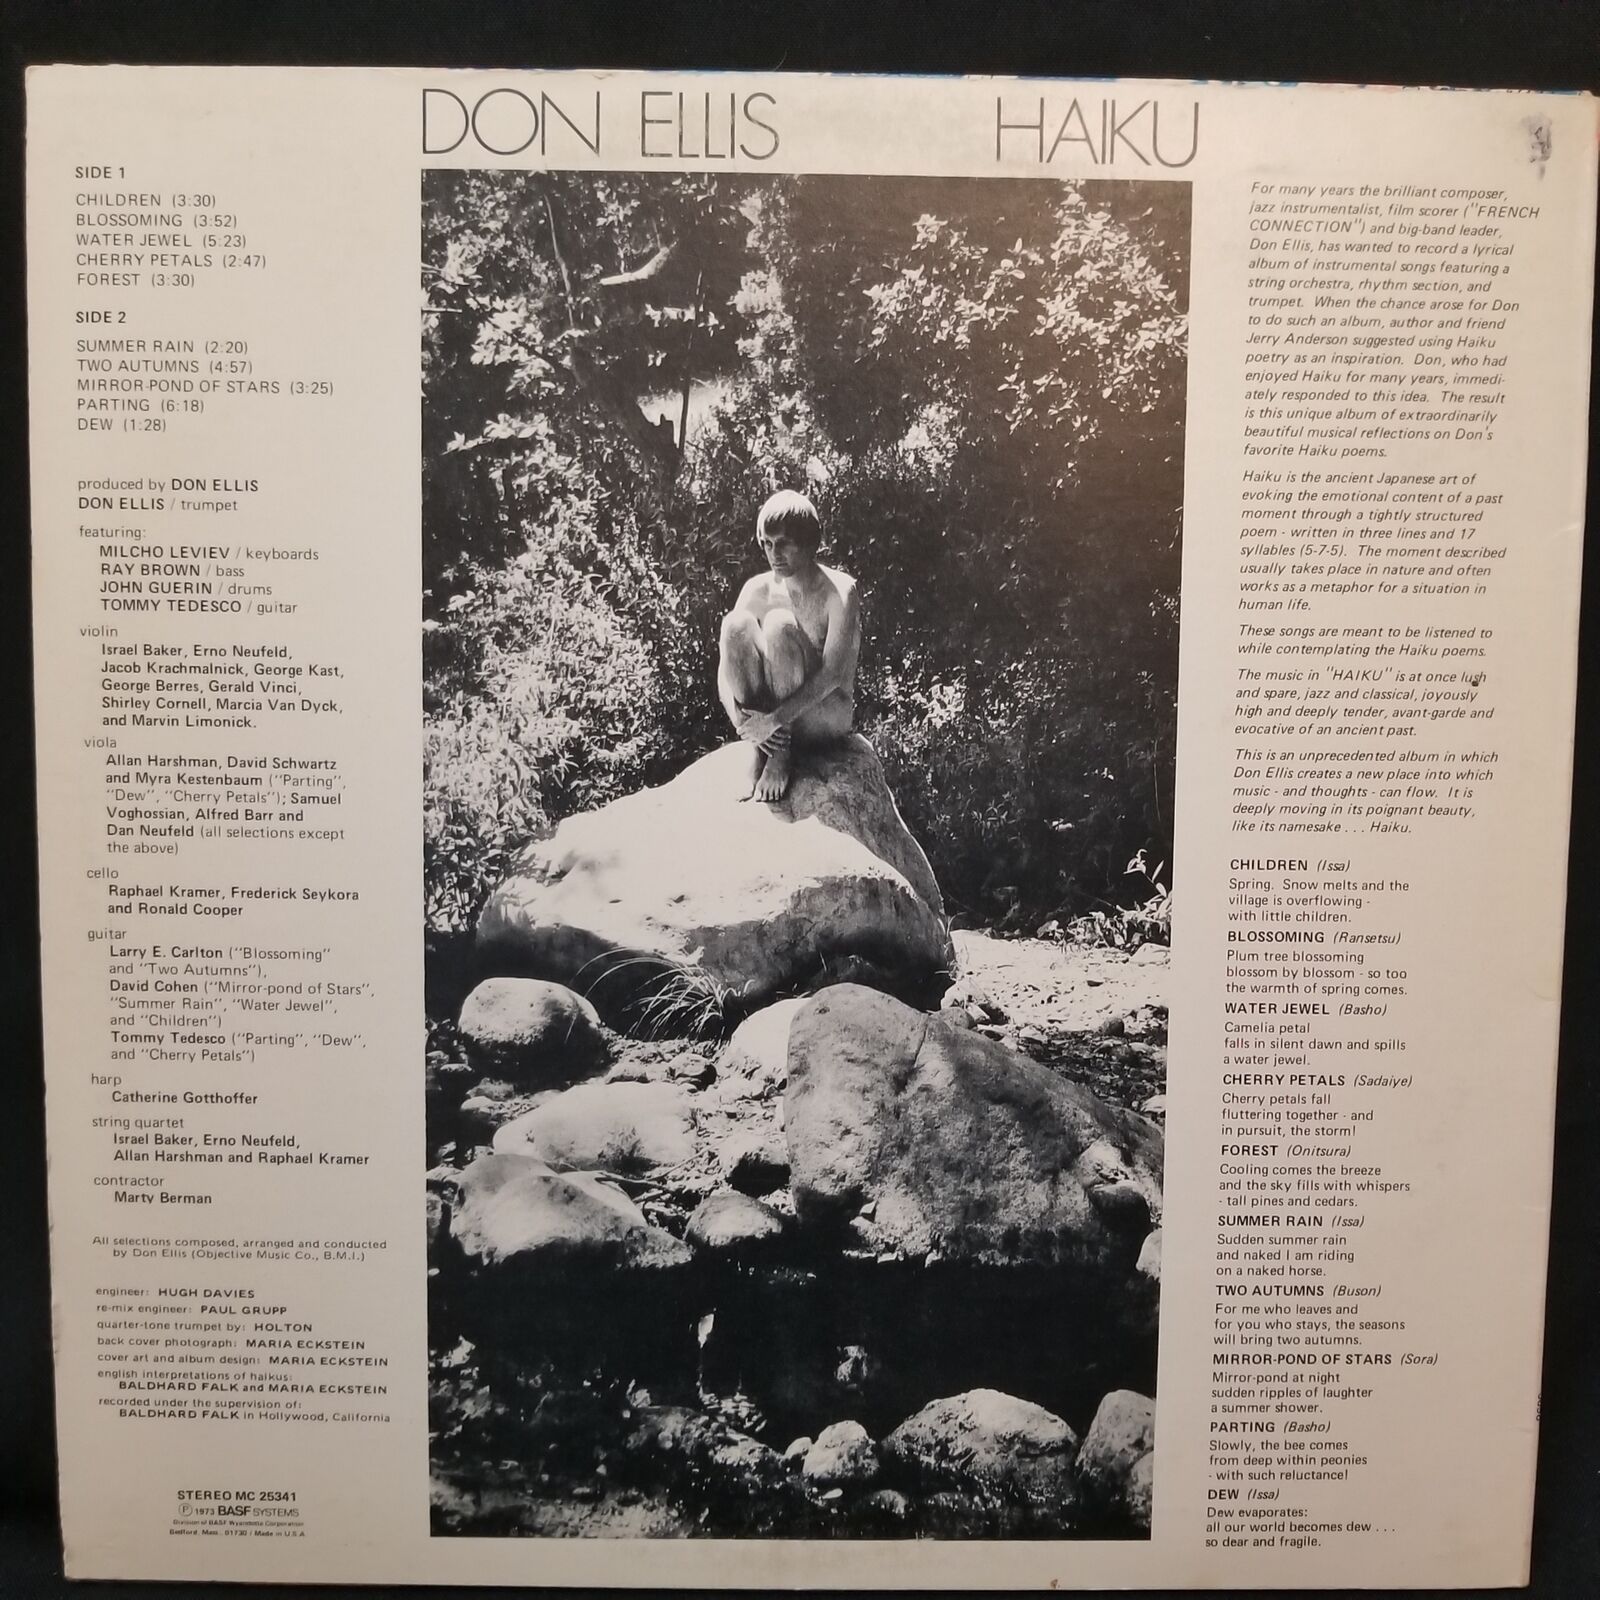 DON ELLIS HAIKU
SIDE 1
CHILDREN (3:30)
BLOSSOMING (3:52)
WATER JEWEL (5:23)
CHERRY PETALS (2:47)
FOREST (3:30)
SIDE 2
SUMMER RAIN (2:20)
TWO AUTUMNS (4:57)
MIRROR-POND OF STARS (3:25)
PARTING (6:18)
DEW (1:28)
produced by DON ELLIS
DON ELLIS / trumpet
featuring:
MILCHO LEVIEV / keyboards
RAY BROWN / bass
JOHN GUERIN / drums
TOMMY TEDESCO / guitar
violin
Israel Baker, Erno Neufeld,
Jacob Krachmalnick, George Kast,
George Berres, Gerald Vinci,
Shirley Cornell, Marcia Van Dyck,
and Marvin Limonick.
viola
Allan Harshman, David Schwartz
and Myra Kestenbaum ("Parting",
"Dew", "Cherry Petals"); Samuel
Voghossian, Alfred Barr and
Dan Neufeld (all selections except
the above)
cello
Raphael Kramer, Frederick Seykora
and Ronald Cooper
guitar
Larry E. Carlton ("Blossoming"
and "Two Autumns"),
David Cohen ("Mirror-pond of Stars",
"Summer Rain", "Water Jewel",
and "Children")
Tommy Tedesco ("Parting", "Dew",
and "Cherry Petals")
harp
Catherine Gotthoffer
string quartet
Israel Baker, Erno Neufeld,
Allan Harshman and Raphael Kramer
contractor
Marty Berman
All selections composed, arranged and conducted
by Don Ellis (Objective Music Co., B.M.I.)
engineer: HUGH DAVIES
re-mix engineer: PAUL GRUPP
quarter-tone trumpet by: HOLTON
back cover photograph: MARIA ECKSTEIN
cover art and album design: MARIA ECKSTEIN
english interpretations of haikus:
BALDHARD FALK and MARIA ECKSTEIN
recorded under the supervision of:
BALDHARD FALK in Hollywood, California
STEREO MC 25341
Ⓟ 1973 BASF SYSTEMS
Division of BASF Wyandotte Corporation
Bedford, Mass. 01730 / Made in U.S.A.
For many years the brilliant composer,
jazz instrumentalist, film scorer ("FRENCH
CONNECTION") and big-band leader,
Don Ellis, has wanted to record a lyrical
album of instrumental songs featuring a
string orchestra, rhythm section, and
trumpet. When the chance arose for Don
to do such an album, author and friend
Jerry Anderson suggested using Haiku
poetry as an inspiration. Don, who had
enjoyed Haiku for many years, immedi-
ately responded to this idea. The result
is this unique album of extraordinarily
beautiful musical reflections on Don's
favorite Haiku poems.
Haiku is the ancient Japanese art of
evoking the emotional content of a past
moment through a tightly structured
poem - written in three lines and 17
syllables (5-7-5). The moment described
usually takes place in nature and often
works as a metaphor for a situation in
human life.
These songs are meant to be listened to
while contemplating the Haiku poems.
The music in "HAIKU" is at once lush
and spare, jazz and classical, joyously
high and deeply tender, avant-garde and
evocative of an ancient past.
This is an unprecedented album in which
Don Ellis creates a new place into which
music - and thoughts - can flow. It is
deeply moving in its poignant beauty,
like its namesake . . . Haiku.
CHILDREN (Issa)
Spring. Snow melts and the
village is overflowing -
with little children.
BLOSSOMING (Ransetsu)
Plum tree blossoming
blossom by blossom - so too
the warmth of spring comes.
WATER JEWEL (Basho)
Camelia petal
falls in silent dawn and spills
a water jewel.
CHERRY PETALS (Sadaiye)
Cherry petals fall
fluttering together - and
in pursuit, the storm!
FOREST (Onitsura)
Cooling comes the breeze
and the sky fills with whispers
- tall pines and cedars.
SUMMER RAIN (Issa)
Sudden summer rain
and naked I am riding
on a naked horse.
TWO AUTUMNS (Buson)
For me who leaves and
for you who stays, the seasons
will bring two autumns.
MIRROR-POND OF STARS (Sora)
Mirror-pond at night
sudden ripples of laughter
a summer shower.
PARTING (Basho)
Slowly, the bee comes
from deep within peonies
- with such reluctance!
DEW (Issa)
Dew evaporates:
all our world becomes dew . . .
so dear and fragile.